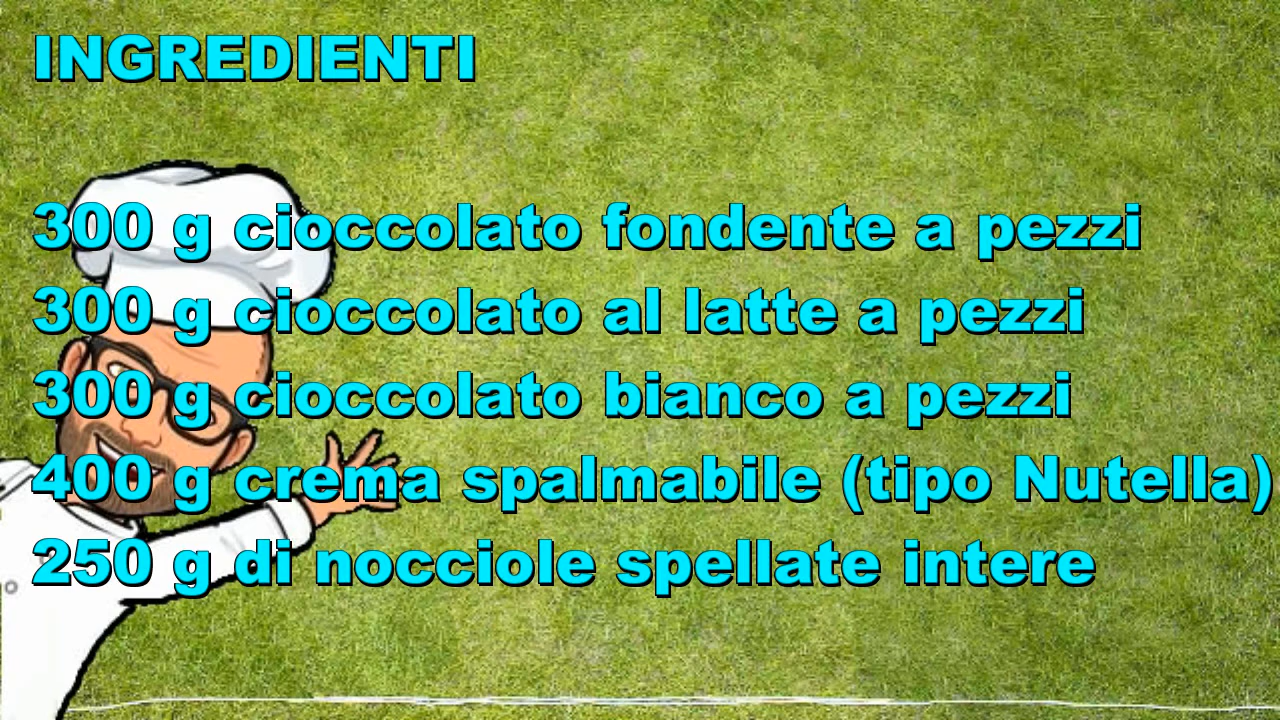 INGREDIENTI
300 g cioccolato fondente a pezzi
300 g cioccolato al latte a pezzi
300 g cioccolato bianco a pezzi
400 g crema spalmabile (tipo Nutella)
250 g di nocciole spellate intere